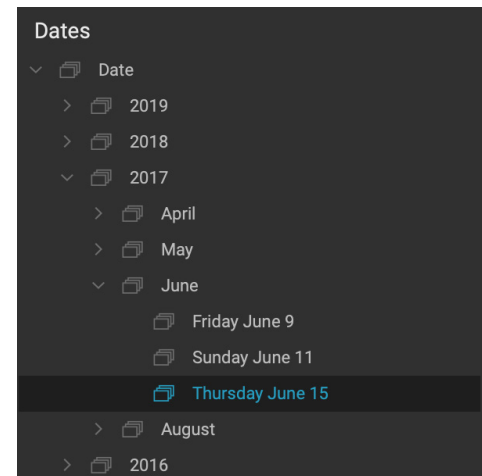 Dates
Date
2019
2018
2017
April
May
June
Friday June 9
Sunday June 11
Thursday June 15
August
2016